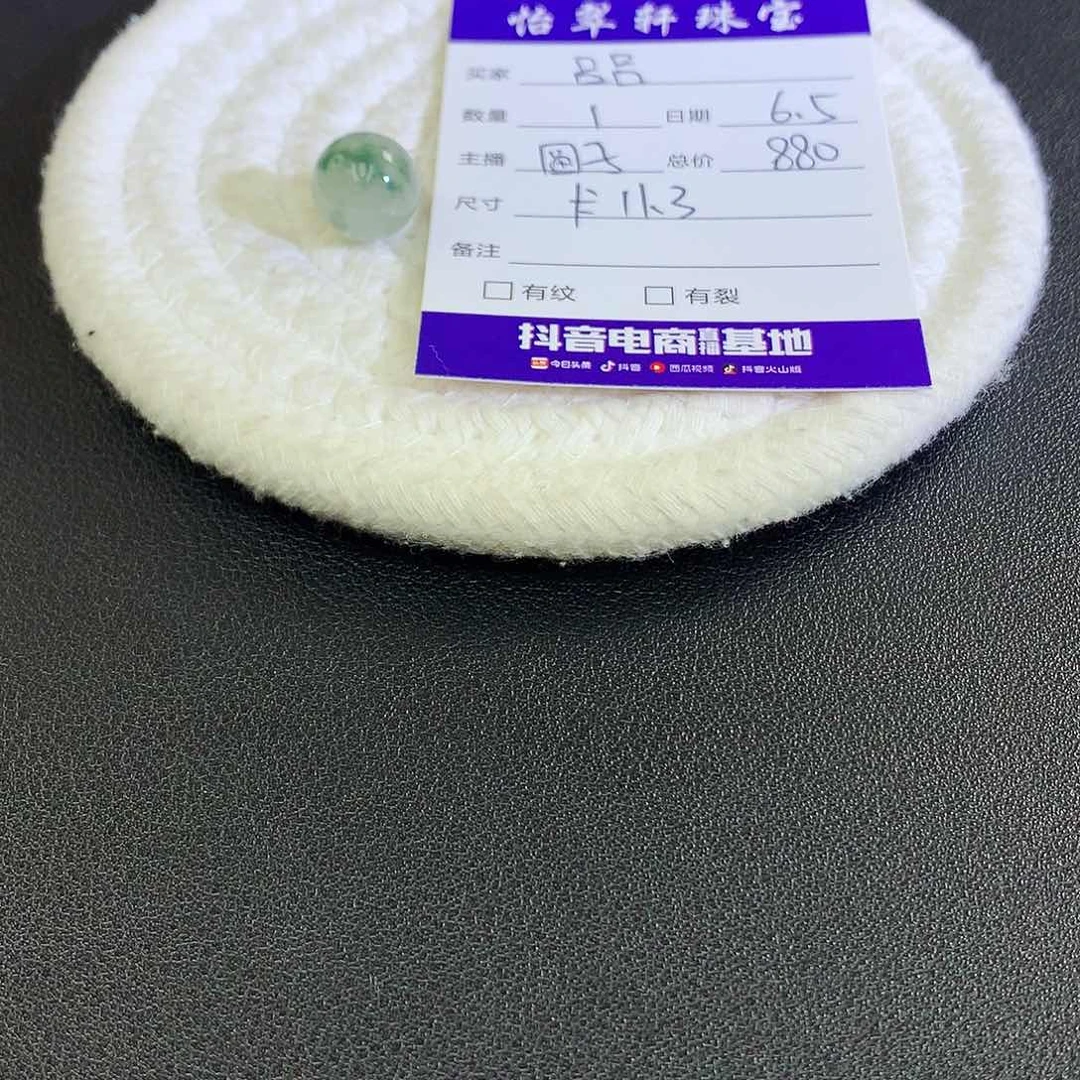 怡翠轩珠宝
买家 吕吕
数量 1 日期 6.5
主播 圆子 总价 880
尺寸 卡11.3
备注
有纹 有裂
抖音电商直播基地
今日头条 抖音 西瓜视频 抖音火山版